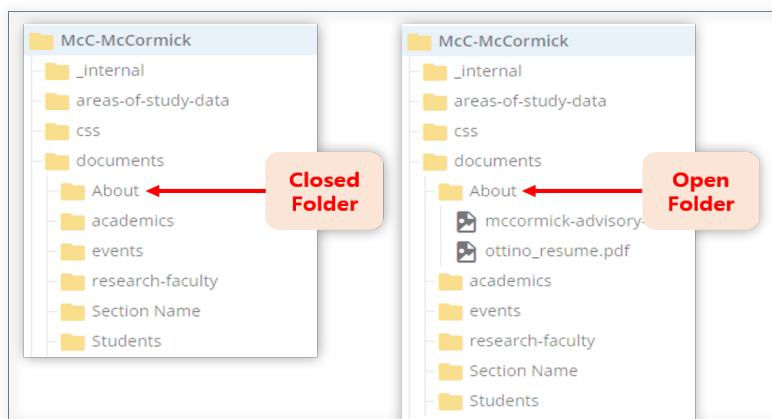 McC-McCormick
_internal
areas-of-study-data
css
documents
About
academics
events
research-faculty
Section Name
Students
Closed
Folder
McC-McCormick
_internal
areas-of-study-data
css
documents
About
mccormick-advisory-
ottino_resume.pdf
academics
events
research-faculty
Section Name
Students
Open
Folder